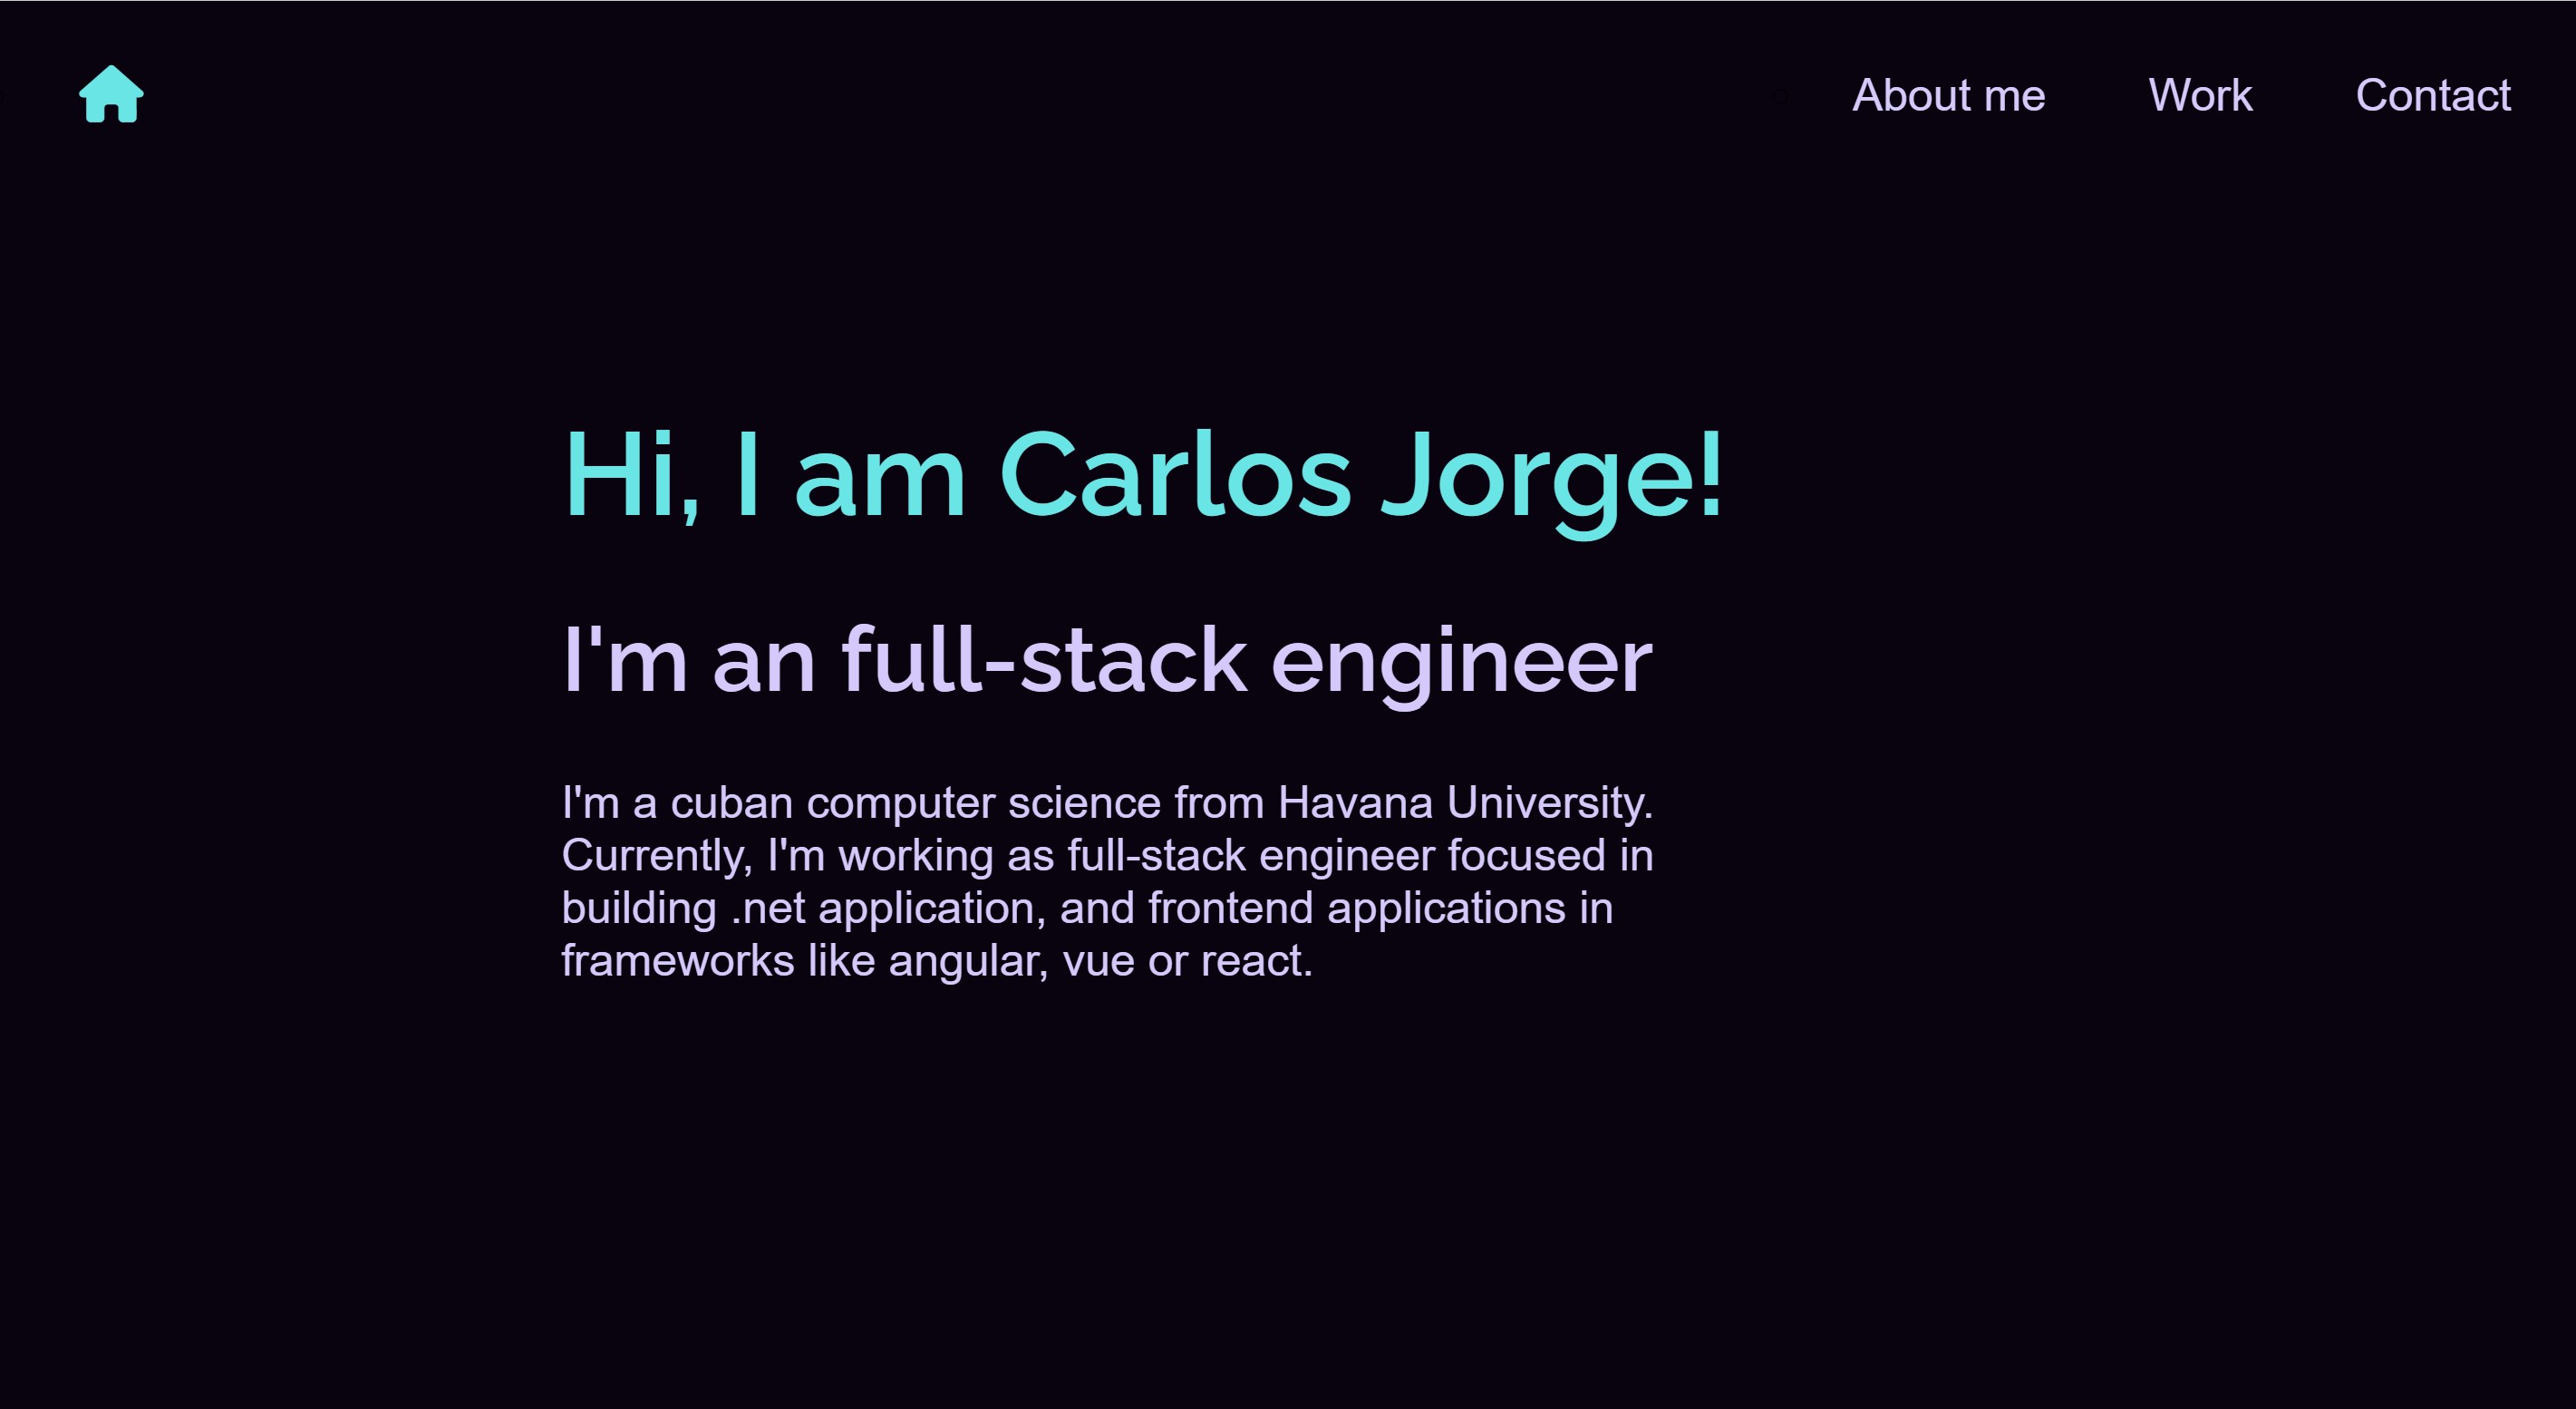 About me Work Contact
Hi, I am Carlos Jorge!
I'm an full-stack engineer
I'm a cuban computer science from Havana University.
Currently, I'm working as full-stack engineer focused in
building .net application, and frontend applications in
frameworks like angular, vue or react.